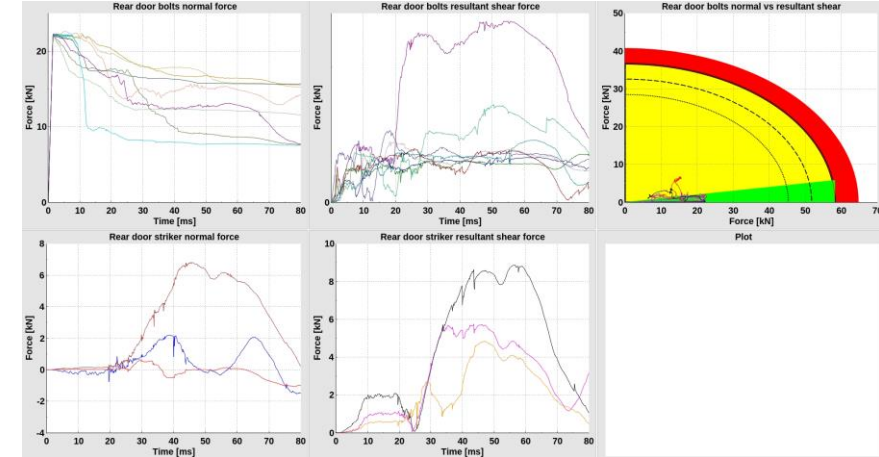 Rear door bolts normal force
Force [kN]
20
10
0
0 10 20 30 40 50 60 70 80
Time [ms]
Rear door bolts resultant shear force
Force [kN]
0
0 10 20 30 40 50 60 70 80
Time [ms]
Rear door bolts normal vs resultant shear
Force [kN]
50
40
30
20
10
0
0 10 20 30 40 50 60 70
Force [kN]
Rear door striker normal force
Force [kN]
8
6
4
2
0
-2
-4
0 10 20 30 40 50 60 70 80
Time [ms]
Rear door striker resultant shear force
Force [kN]
10
8
6
4
2
0
0 10 20 30 40 50 60 70 80
Time [ms]
Plot